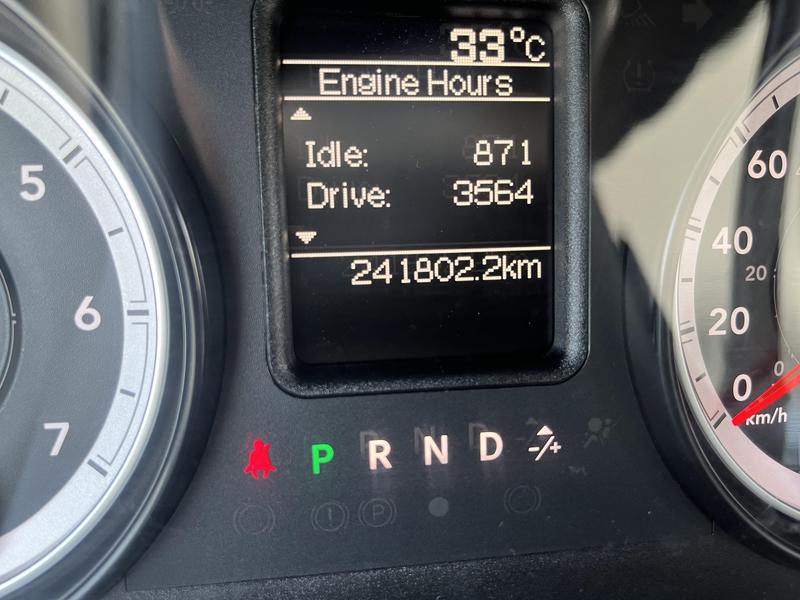 33°C
Engine Hours
Idle: 871
Drive: 3564
241802.2km
5
6
7
60
40
20
20
0
0
km/h
P R N D -/+